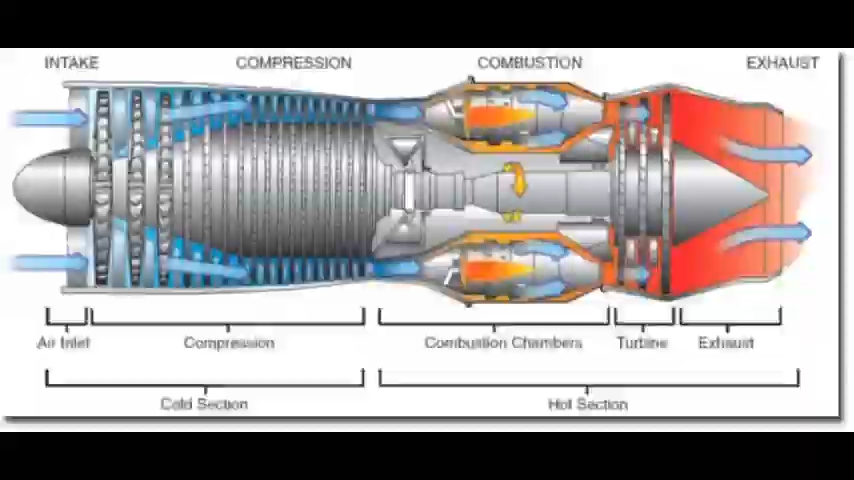 INTAKE COMPRESSION COMBUSTION EXHAUST
Air Inlet Compression Combustion Chambers Turbine Exhaust
Cold Section Hot Section